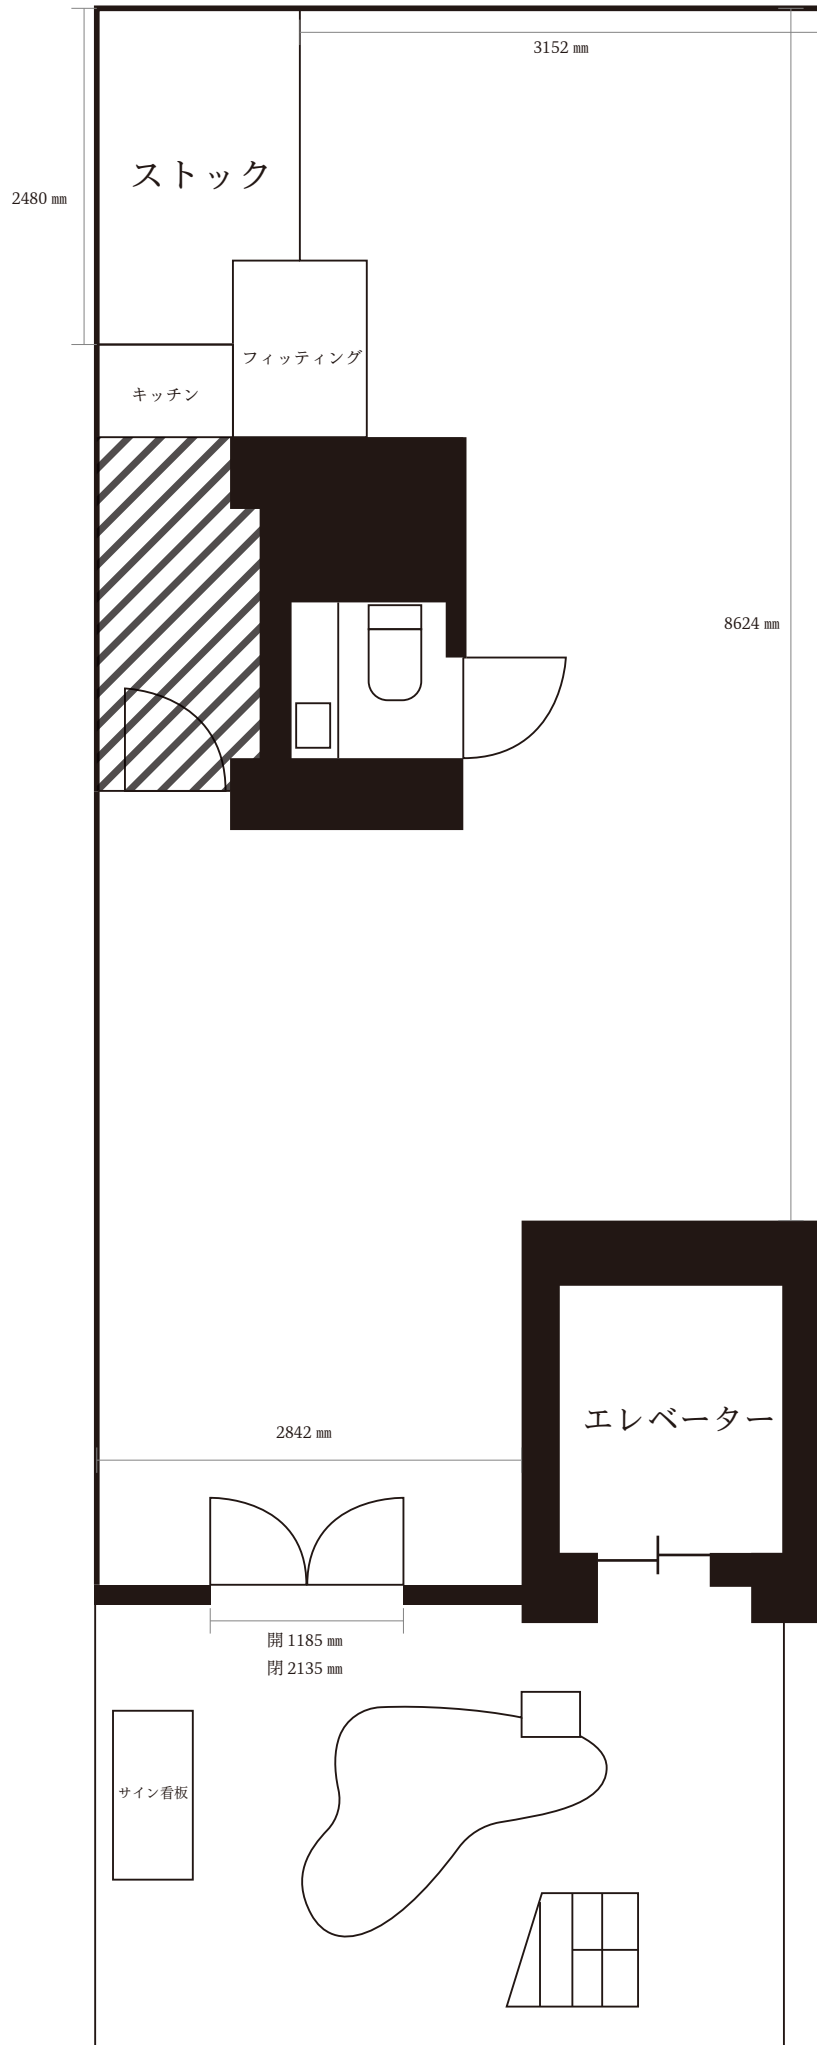 3152 ㎜
ストック
2480 ㎜
フィッティング
キッチン
8624 ㎜
エレベーター
2842 ㎜
開 1185 ㎜
閉 2135 ㎜
サイン看板